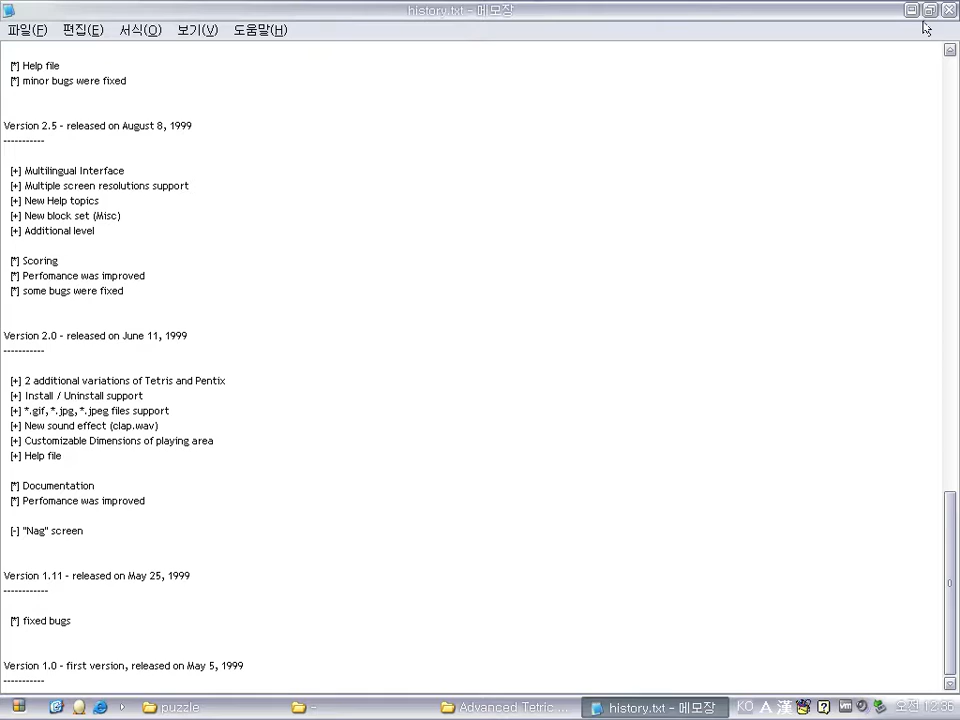 history.txt - 메모장
파일(F) 편집(E) 서식(O) 보기(V) 도움말(H)
[*] Help file
[*] minor bugs were fixed
Version 2.5 - released on August 8, 1999
-----------
[+] Multilingual Interface
[+] Multiple screen resolutions support
[+] New Help topics
[+] New block set (Misc)
[+] Additional level
[*] Scoring
[*] Perfomance was improved
[*] some bugs were fixed
Version 2.0 - released on June 11, 1999
-----------
[+] 2 additional variations of Tetris and Pentix
[+] Install / Uninstall support
[+] *.gif,*.jpg,*.jpeg files support
[+] New sound effect (clap.wav)
[+] Customizable Dimensions of playing area
[+] Help file
[*] Documentation
[*] Perfomance was improved
[-] "Nag" screen
Version 1.11 - released on May 25, 1999
------------
[*] fixed bugs
Version 1.0 - first version, released on May 5, 1999
-----------
puzzle - Advanced Tetric ... history.txt - 메모장 KO A 漢 오전 12:36